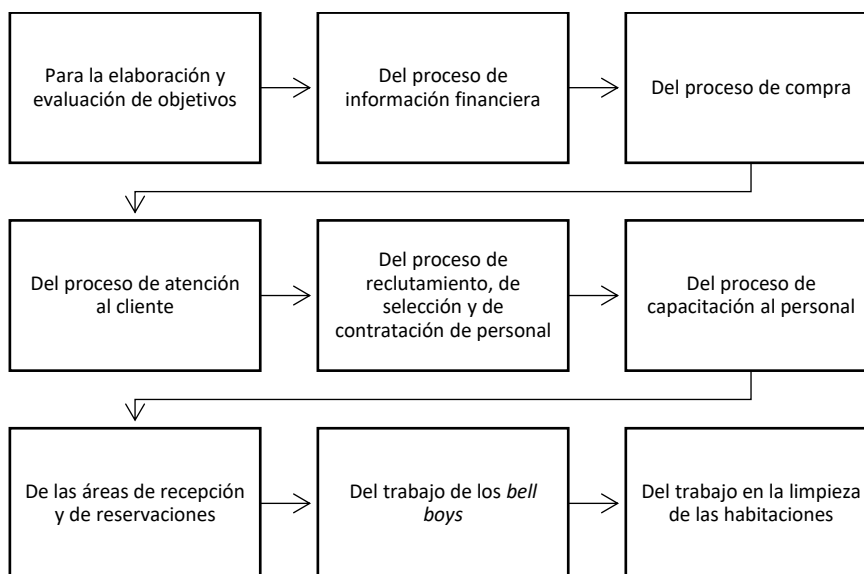 Para la elaboración y
evaluación de objetivos
Del proceso de
información financiera
Del proceso de compra
Del proceso de atención
al cliente
Del proceso de
reclutamiento, de
selección y de
contratación de personal
Del proceso de
capacitación al personal
De las áreas de recepción
y de reservaciones
Del trabajo de los bell
boys
Del trabajo en la limpieza
de las habitaciones